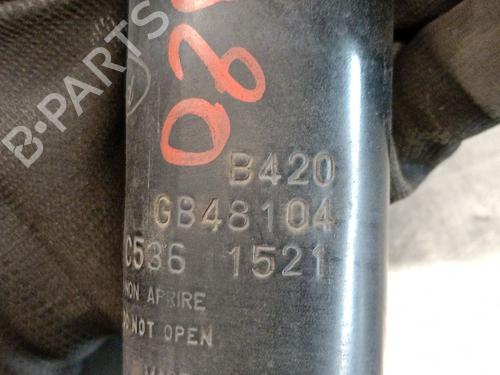 B-PARTS
B420
GB48104
C536 1521
NON APRIRE
DO NOT OPEN